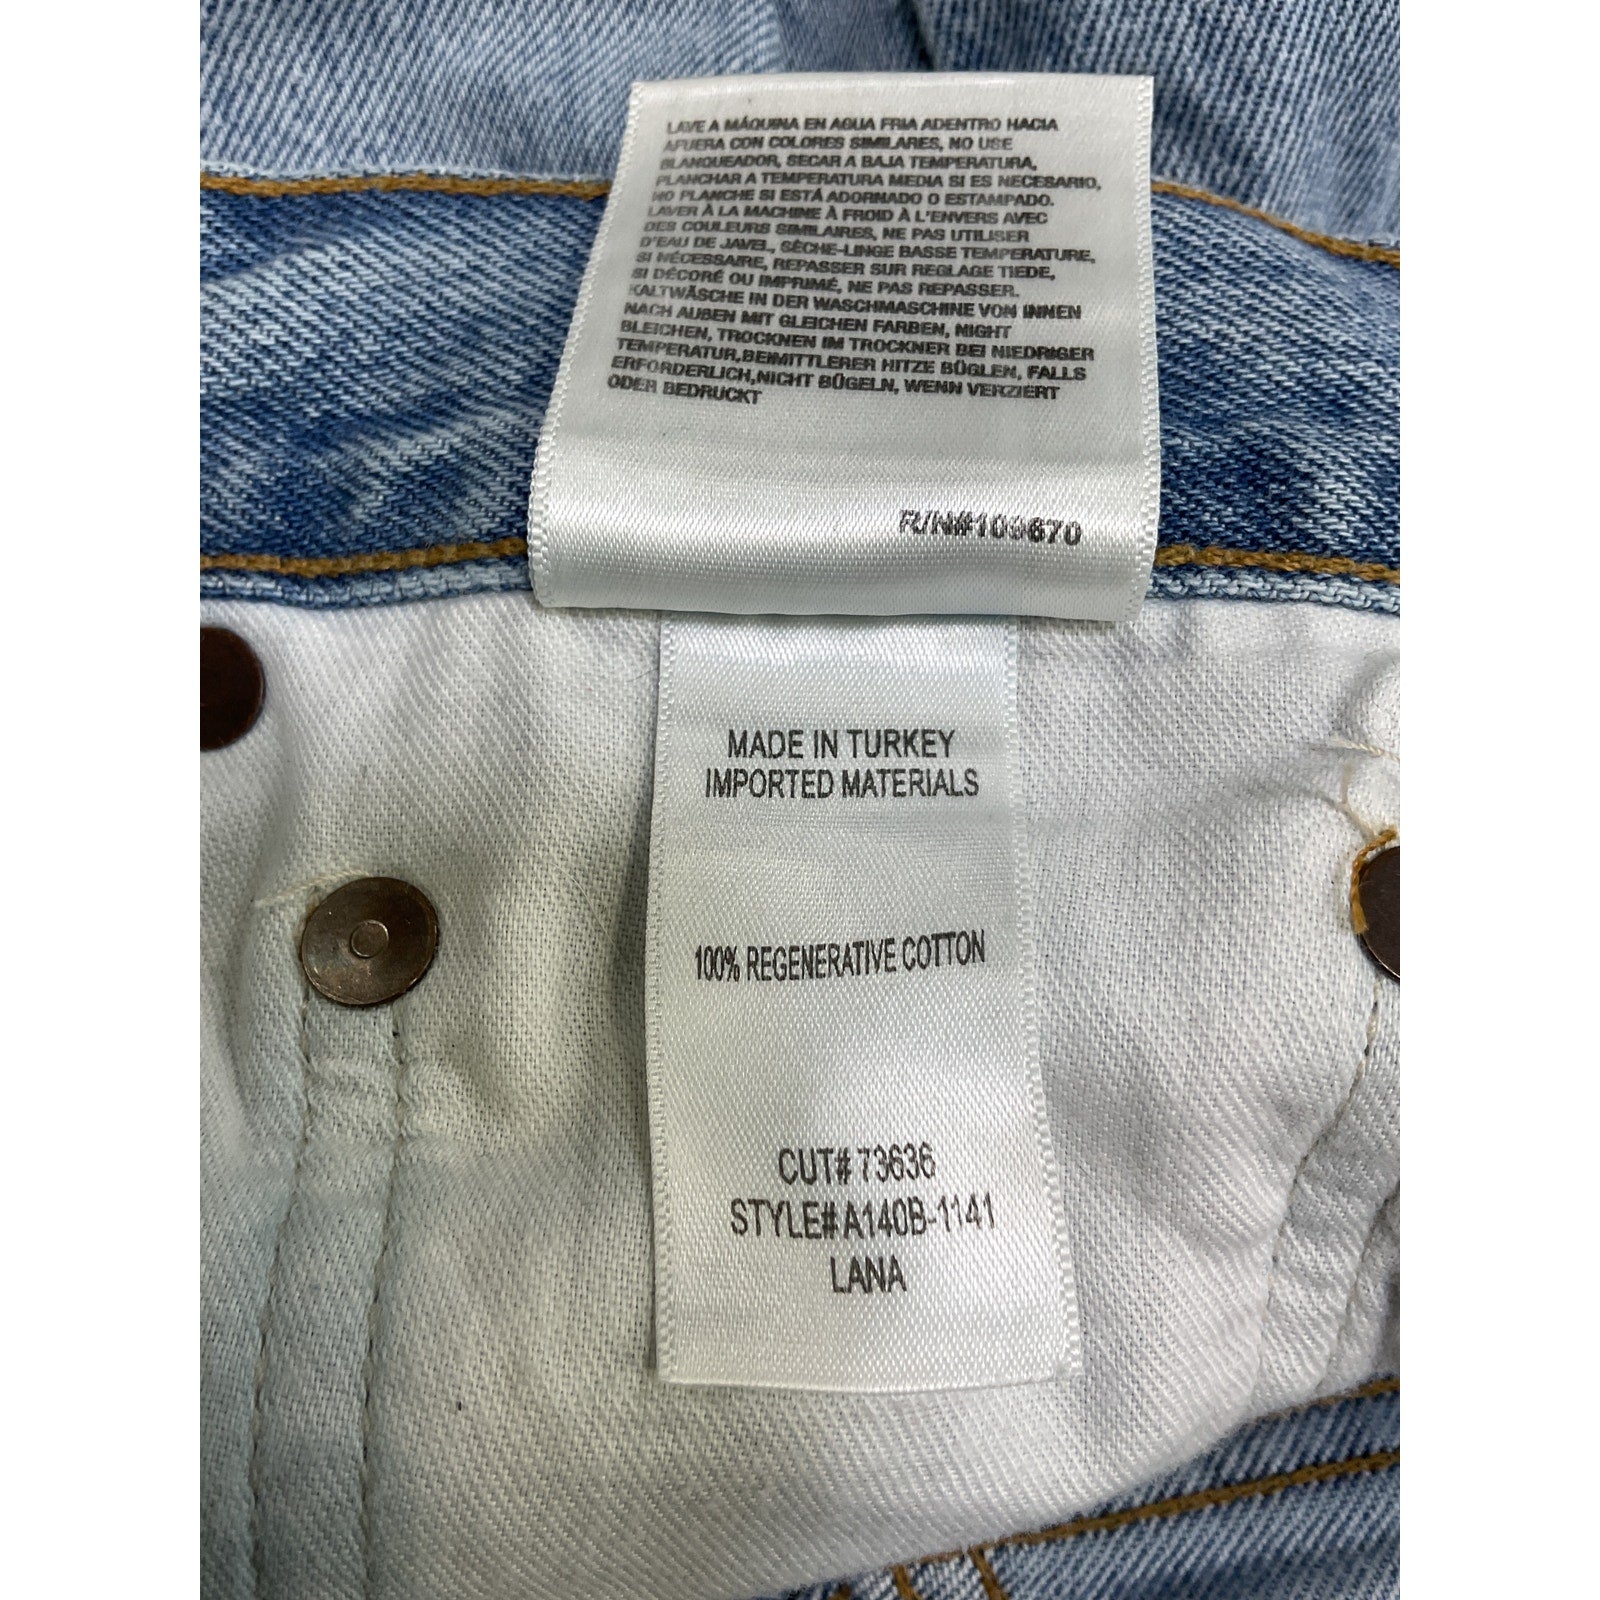 LAVE A MÁQUINA EN AGUA FRIA ADENTRO HACIA
AFUERA CON COLORES SIMILARES, NO USE
BLANQUEADOR, SECAR A BAJA TEMPERATURA,
PLANCHAR A TEMPERATURA MEDIA SI ES NECESARIO,
NO PLANCHE SI ESTÁ ADORNADO O ESTAMPADO.
LAVER À LA MACHINE À FROID À L'ENVERS AVEC
DES COULEURS SIMILAIRES, NE PAS UTILISER
D'EAU DE JAVEL, SÈCHE-LINGE BASSE TEMPERATURE,
SI NÉCESSAIRE, REPASSER SUR REGLAGE TIEDE,
SI DÉCORÉ OU IMPRIMÉ, NE PAS REPASSER.
KALTWÄSCHE IN DER WASCHMASCHINE VON INNEN
NACH AUBEN MIT GLEICHEN FARBEN, NIGHT
BLEICHEN, TROCKNEN IM TROCKNER BEI NIEDRIGER
TEMPERATUR,BEIMITTLERER HITZE BÜGLEN, FALLS
ERFORDERLICH,NICHT BÜGELN, WENN VERZIERT
ODER BEDRUCKT
R/N#109670
MADE IN TURKEY
IMPORTED MATERIALS
100% REGENERATIVE COTTON
CUT# 73636
STYLE# A140B-1141
LANA